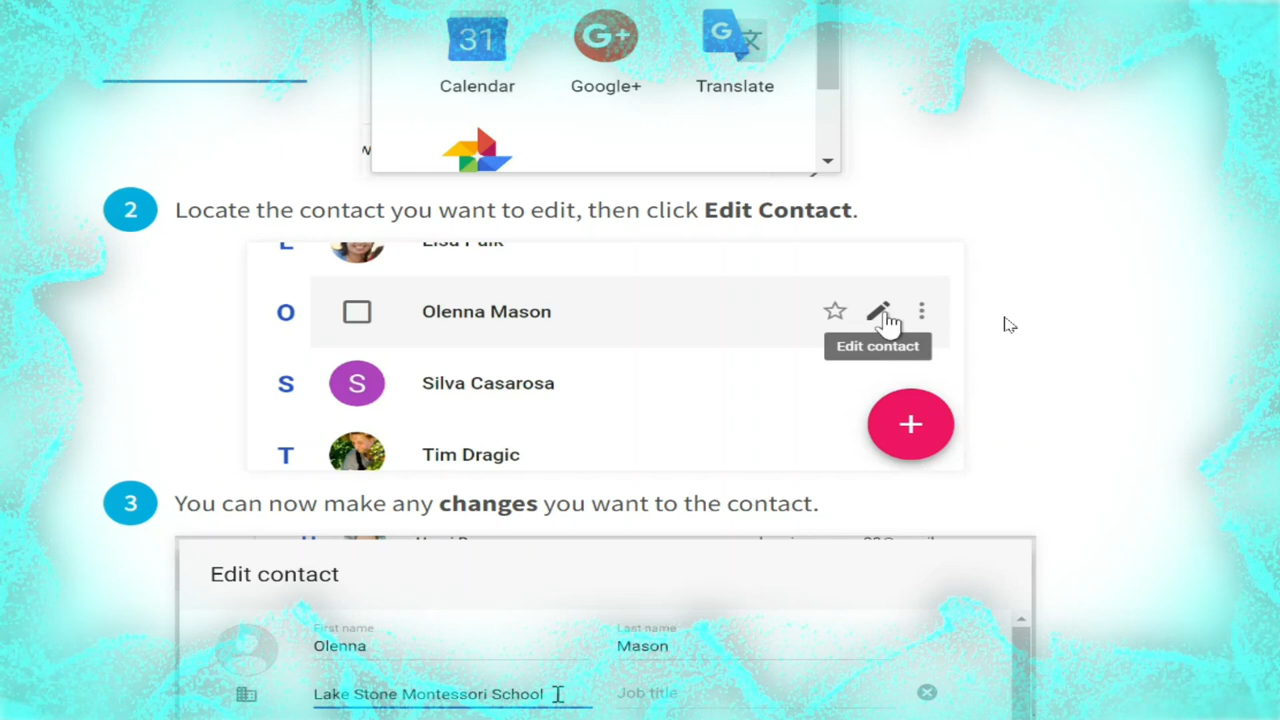 31
G+
G 文
Calendar Google+ Translate
2 Locate the contact you want to edit, then click Edit Contact.
O Olenna Mason
Edit contact
S S Silva Casarosa
+
T Tim Dragic
3 You can now make any changes you want to the contact.
Edit contact
First name Last name
Olenna Mason
Lake Stone Montessori School Job title